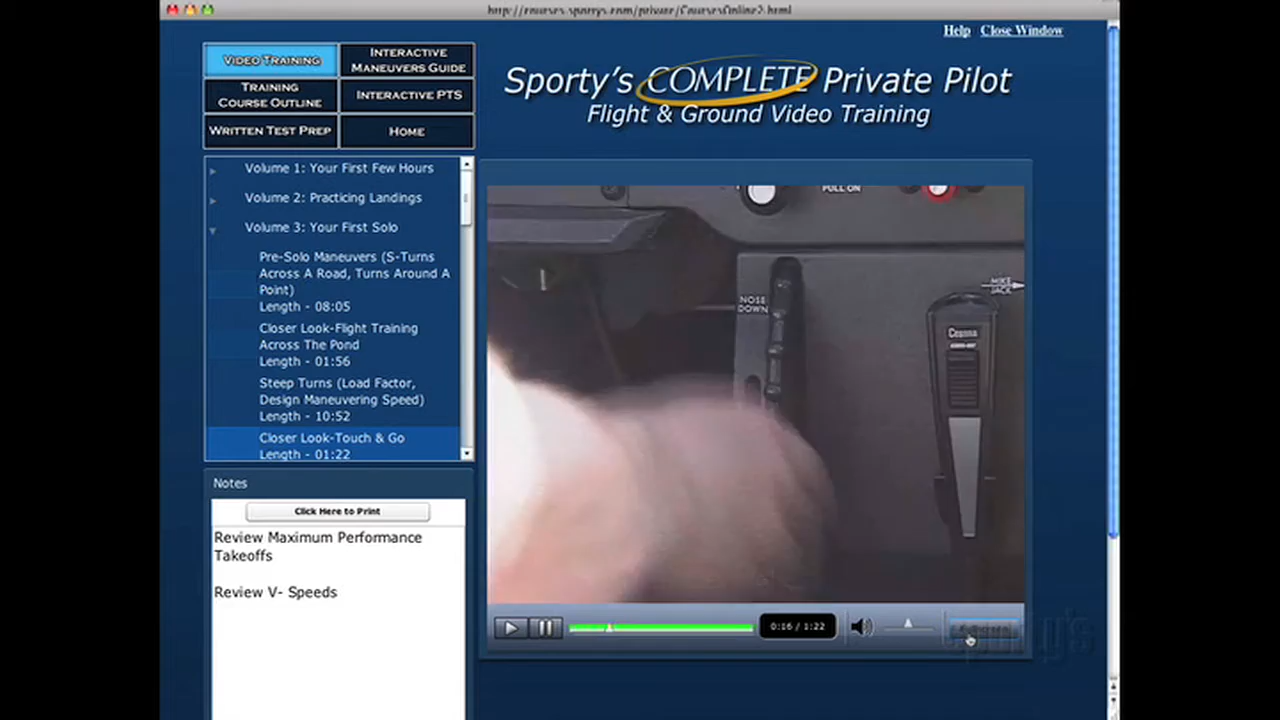 http://courses.sportys.com/private/CoursesOnline2.html
Help Close Window
VIDEO TRAINING
INTERACTIVE
MANEUVERS GUIDE
TRAINING
COURSE OUTLINE
INTERACTIVE PTS
WRITTEN TEST PREP
HOME
Sporty's COMPLETE Private Pilot
Flight & Ground Video Training
Volume 1: Your First Few Hours
Volume 2: Practicing Landings
Volume 3: Your First Solo
Pre-Solo Maneuvers (S-Turns
Across A Road, Turns Around A
Point)
Length - 08:05
Closer Look-Flight Training
Across The Pond
Length - 01:56
Steep Turns (Load Factor,
Design Maneuvering Speed)
Length - 10:52
Closer Look-Touch & Go
Length - 01:22
PULL ON
NOSE
DOWN
MIKE
JACK
Cessna
Notes
Click Here to Print
Review Maximum Performance
Takeoffs
Review V- Speeds
0:16 / 1:22
sporty's